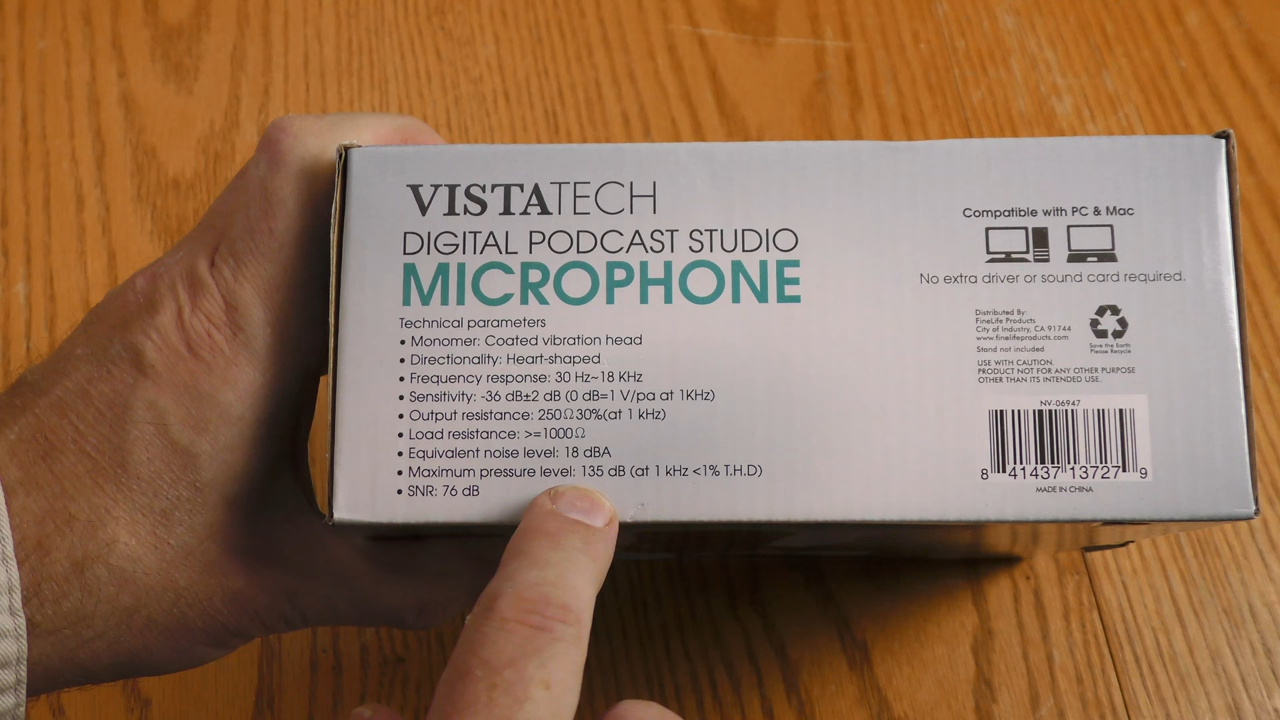 VISTATECH
DIGITAL PODCAST STUDIO
MICROPHONE
Technical parameters
• Monomer: Coated vibration head
• Directionality: Heart-shaped
• Frequency response: 30 Hz~18 KHz
• Sensitivity: -36 dB±2 dB (0 dB=1 V/pa at 1KHz)
• Output resistance: 250Ω30%(at 1 kHz)
• Load resistance: >=1000Ω
• Equivalent noise level: 18 dBA
• Maximum pressure level: 135 dB (at 1 kHz <1% T.H.D)
• SNR: 76 dB
Compatible with PC & Mac
No extra driver or sound card required.
Distributed By:
FineLife Products
City of Industry, CA 91744
www.finelifeproducts.com
Stand not included
Save the Earth
Please Recycle
USE WITH CAUTION.
PRODUCT NOT FOR ANY OTHER PURPOSE
OTHER THAN ITS INTENDED USE.
NV-06947
8 41437 13727 9
MADE IN CHINA